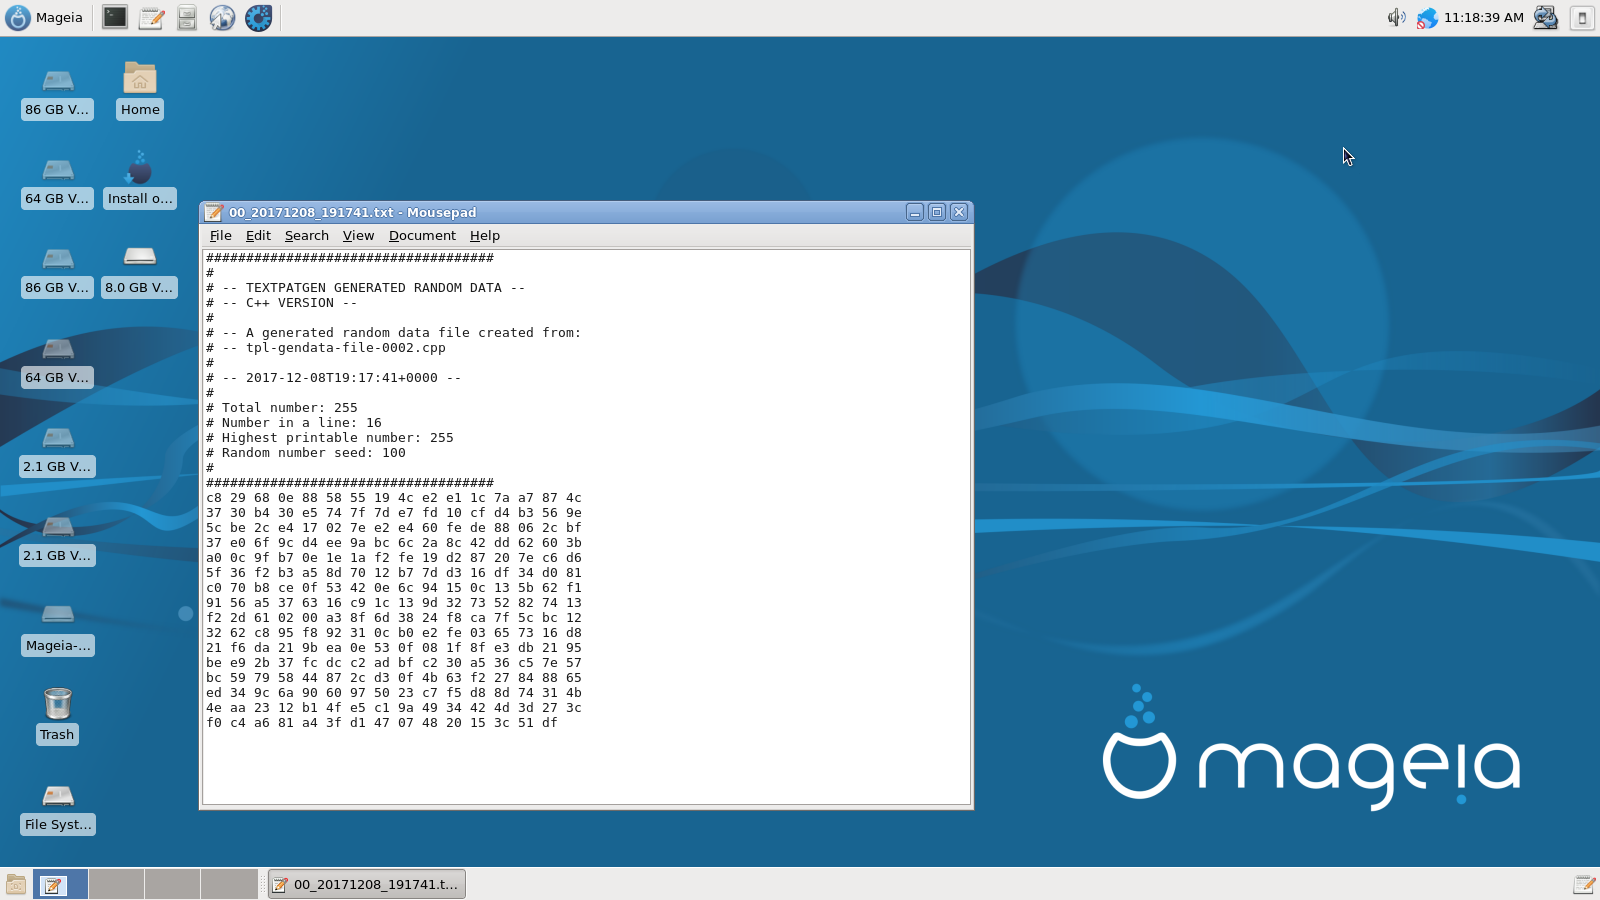 Mageia
11:18:39 AM
86 GB V...
Home
64 GB V...
Install o...
86 GB V...
8.0 GB V...
64 GB V...
2.1 GB V...
2.1 GB V...
Mageia-...
Trash
File Syst...
00_20171208_191741.txt - Mousepad
File Edit Search View Document Help
####################################
#
# -- TEXTPATGEN GENERATED RANDOM DATA --
# -- C++ VERSION --
#
# -- A generated random data file created from:
# -- tpl-gendata-file-0002.cpp
#
# -- 2017-12-08T19:17:41+0000 --
#
# Total number: 255
# Number in a line: 16
# Highest printable number: 255
# Random number seed: 100
#
####################################
c8 29 68 0e 88 58 55 19 4c e2 e1 1c 7a a7 87 4c
37 30 b4 30 e5 74 7f 7d e7 fd 10 cf d4 b3 56 9e
5c be 2c e4 17 02 7e e2 e4 60 fe de 88 06 2c bf
37 e0 6f 9c d4 ee 9a bc 6c 2a 8c 42 dd 62 60 3b
a0 0c 9f b7 0e 1e 1a f2 fe 19 d2 87 20 7e c6 d6
5f 36 f2 b3 a5 8d 70 12 b7 7d d3 16 df 34 d0 81
c0 70 b8 ce 0f 53 42 0e 6c 94 15 0c 13 5b 62 f1
91 56 a5 37 63 16 c9 1c 13 9d 32 73 52 82 74 13
f2 2d 61 02 00 a3 8f 6d 38 24 f8 ca 7f 5c bc 12
32 62 c8 95 f8 92 31 0c b0 e2 fe 03 65 73 16 d8
21 f6 da 21 9b ea 0e 53 0f 08 1f 8f e3 db 21 95
be e9 2b 37 fc dc c2 ad bf c2 30 a5 36 c5 7e 57
bc 59 79 58 44 87 2c d3 0f 4b 63 f2 27 84 88 65
ed 34 9c 6a 90 60 97 50 23 c7 f5 d8 8d 74 31 4b
4e aa 23 12 b1 4f e5 c1 9a 49 34 42 4d 3d 27 3c
f0 c4 a6 81 a4 3f d1 47 07 48 20 15 3c 51 df
mageia
00_20171208_191741.t...